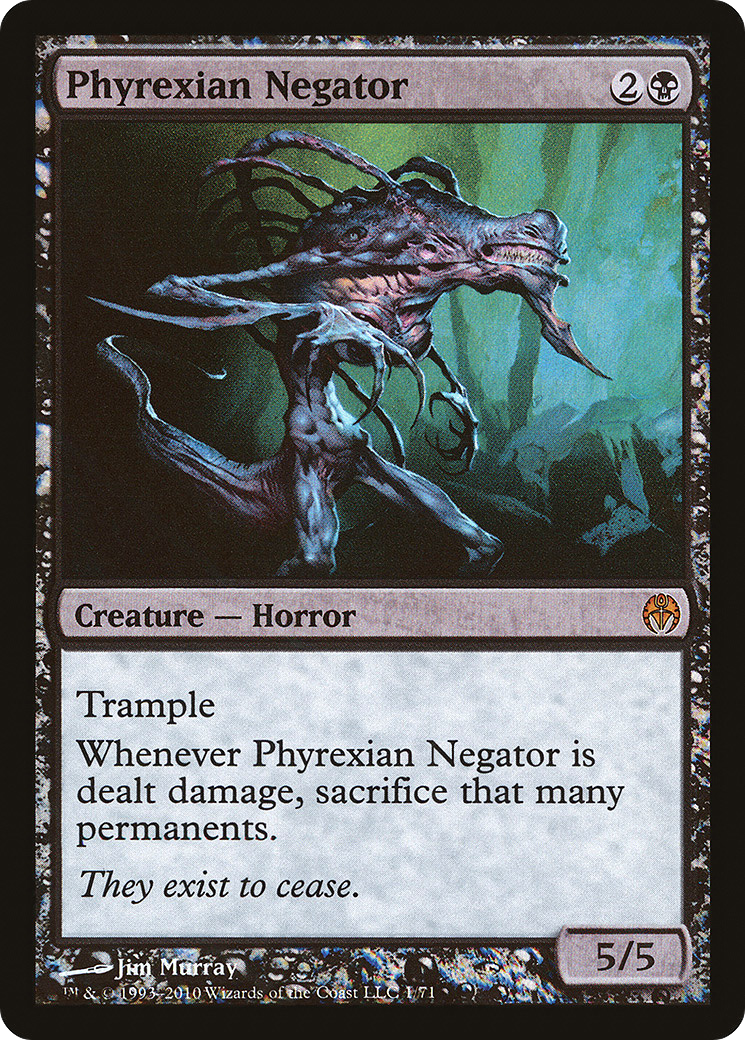 Phyrexian Negator 2
Creature — Horror
Trample
Whenever Phyrexian Negator is
dealt damage, sacrifice that many
permanents.
They exist to cease.
5/5
Jim Murray
™ & © 1993–2010 Wizards of the Coast LLC 1/71